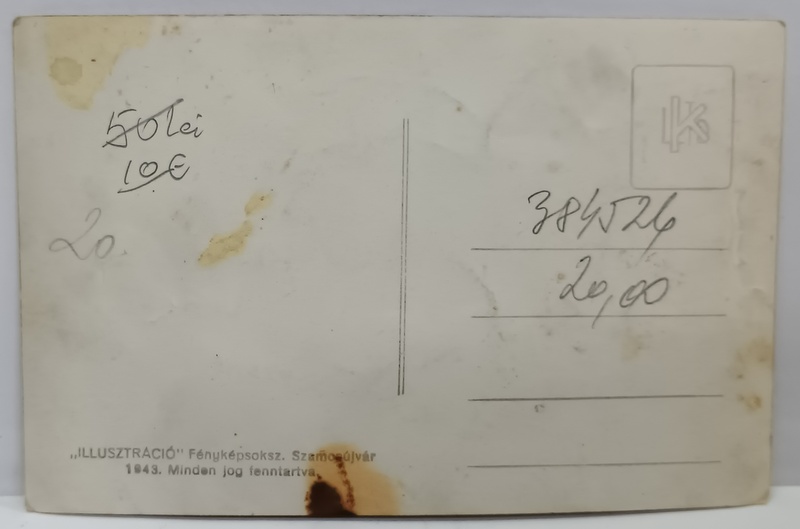 50 lei
10€
20.
384526
20,00
„ILLUSZTRÁCIÓ" Fényképsoksz. Szamosújvár
1943. Minden jog fenntartva.